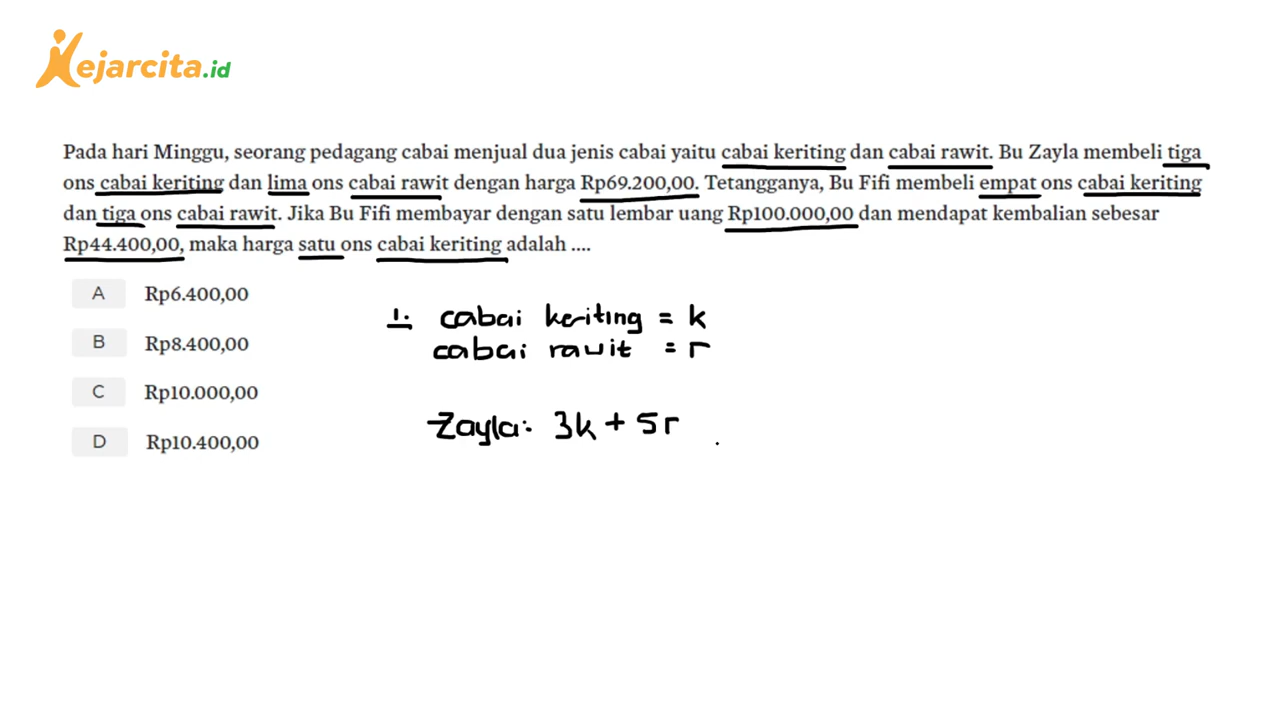 Kejarcita.id
Pada hari Minggu, seorang pedagang cabai menjual dua jenis cabai yaitu cabai keriting dan cabai rawit. Bu Zayla membeli tiga
ons cabai keriting dan lima ons cabai rawit dengan harga Rp69.200,00. Tetangganya, Bu Fifi membeli empat ons cabai keriting
dan tiga ons cabai rawit. Jika Bu Fifi membayar dengan satu lembar uang Rp100.000,00 dan mendapat kembalian sebesar
Rp44.400,00, maka harga satu ons cabai keriting adalah ....
A Rp6.400,00
B Rp8.400,00
C Rp10.000,00
D Rp10.400,00
1. cabai keriting = k
cabai rawit = r
Zayla: 3k + 5r